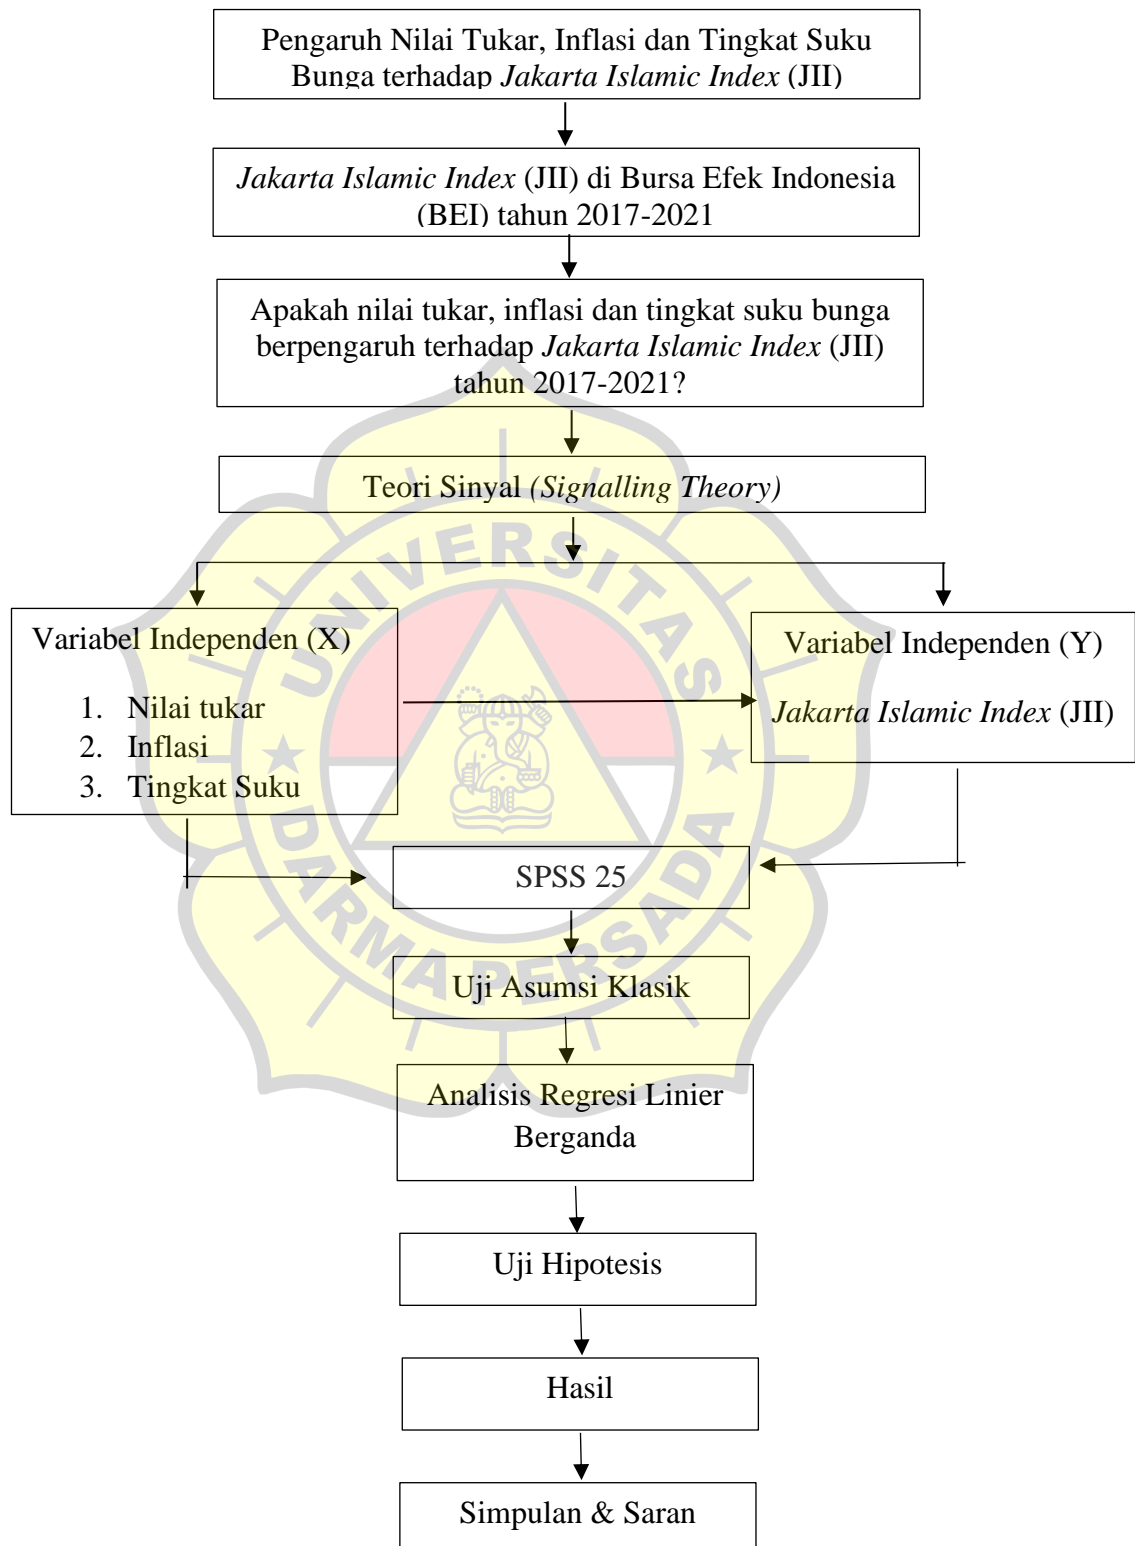 Pengaruh Nilai Tukar, Inflasi dan Tingkat Suku
Bunga terhadap Jakarta Islamic Index (JII)
Jakarta Islamic Index (JII) di Bursa Efek Indonesia
(BEI) tahun 2017-2021
Apakah nilai tukar, inflasi dan tingkat suku bunga
berpengaruh terhadap Jakarta Islamic Index (JII)
tahun 2017-2021?
Teori Sinyal (Signalling Theory)
UNIVERSITAS
Variabel Independen (X)
1. Nilai tukar
2. Inflasi
3. Tingkat Suku
Variabel Independen (Y)
Jakarta Islamic Index (JII)
DARMA PERSADA
SPSS 25
Uji Asumsi Klasik
Analisis Regresi Linier
Berganda
Uji Hipotesis
Hasil
Simpulan & Saran